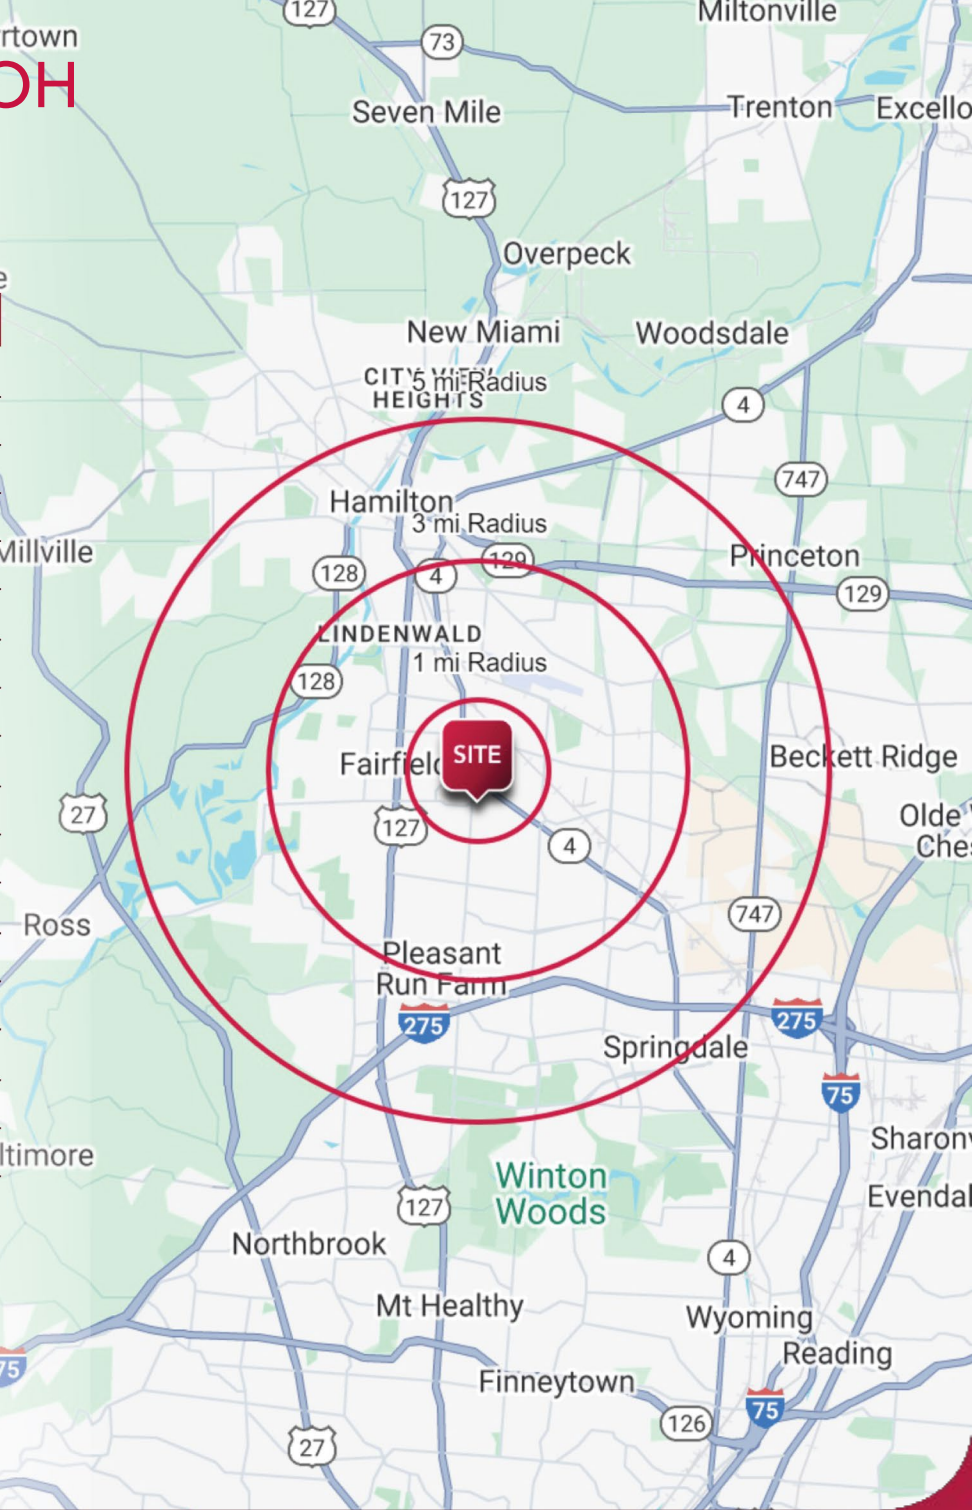 127
Miltonville
rtown
73
OH
Seven Mile
Trenton
Excello
127
Overpeck
e
New Miami
Woodsdale
CITY VIEW
HEIGHTS
5 mi Radius
4
747
Hamilton
3 mi Radius
Millville
129
Princeton
128
4
129
LINDENWALD
1 mi Radius
128
SITE
Fairfield
Beckett Ridge
27
127
4
Olde
Ches
747
Ross
Pleasant
Run Farm
275
275
Springdale
75
Sharonv
ltimore
Winton
Woods
Evendal
127
Northbrook
4
Mt Healthy
Wyoming
Reading
75
Finneytown
75
126
27